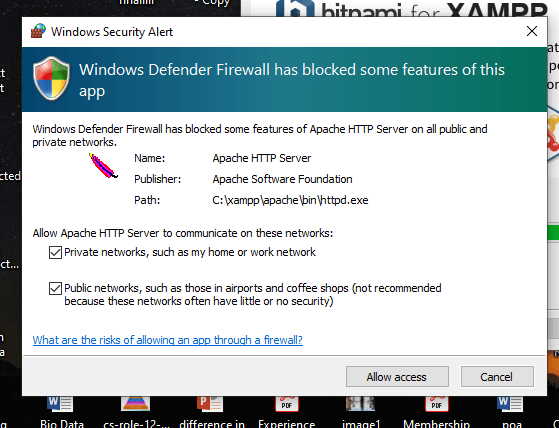 - Copy
bitnami for XAMPP
Windows Security Alert
Windows Defender Firewall has blocked some features of this
app
Windows Defender Firewall has blocked some features of Apache HTTP Server on all public and
private networks.
Name: Apache HTTP Server
Publisher: Apache Software Foundation
Path: C:\xampp\apache\bin\httpd.exe
Allow Apache HTTP Server to communicate on these networks:
Private networks, such as my home or work network
Public networks, such as those in airports and coffee shops (not recommended
because these networks often have little or no security)
What are the risks of allowing an app through a firewall?
Allow access Cancel
Bio Data cs-role-12-... difference in Experience image1 Membership poa